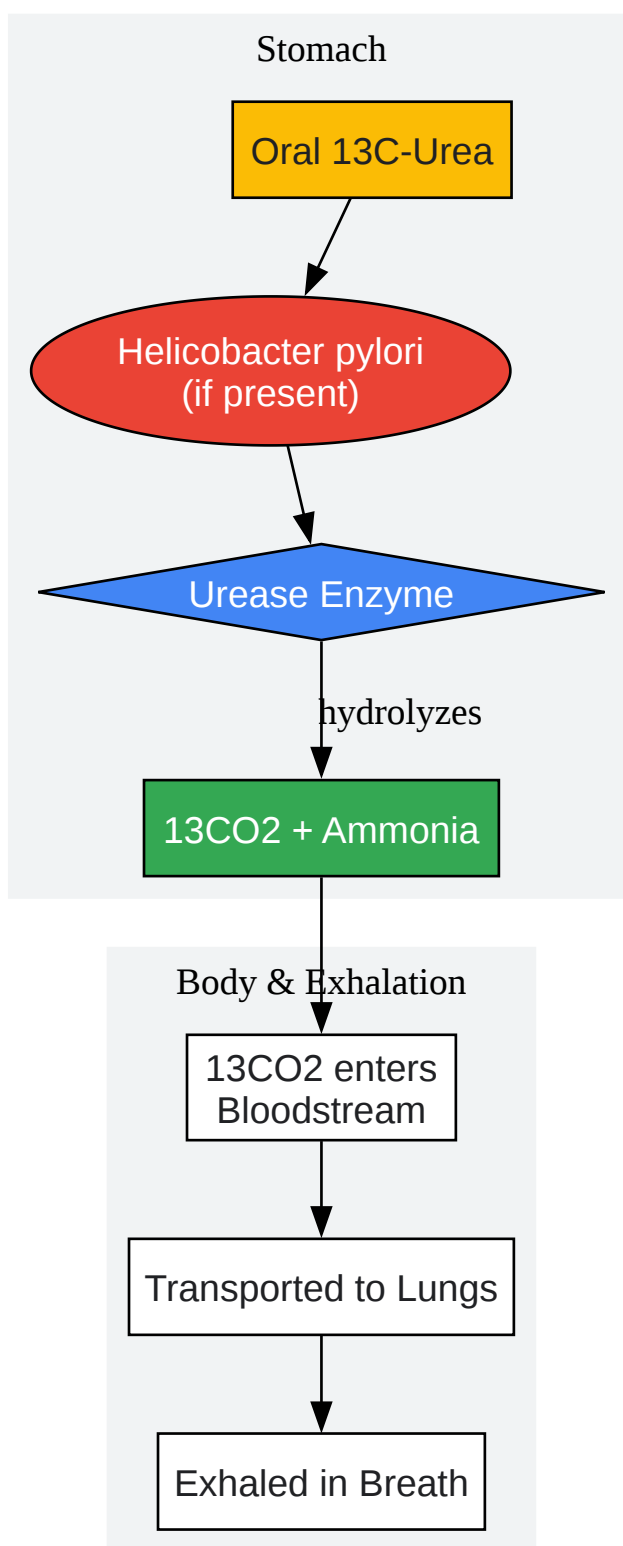 Stomach
Oral 13C-Urea
Helicobacter pylori
(if present)
Urease Enzyme
hydrolyzes
13CO2 + Ammonia
Body & Exhalation
13CO2 enters
Bloodstream
Transported to Lungs
Exhaled in Breath